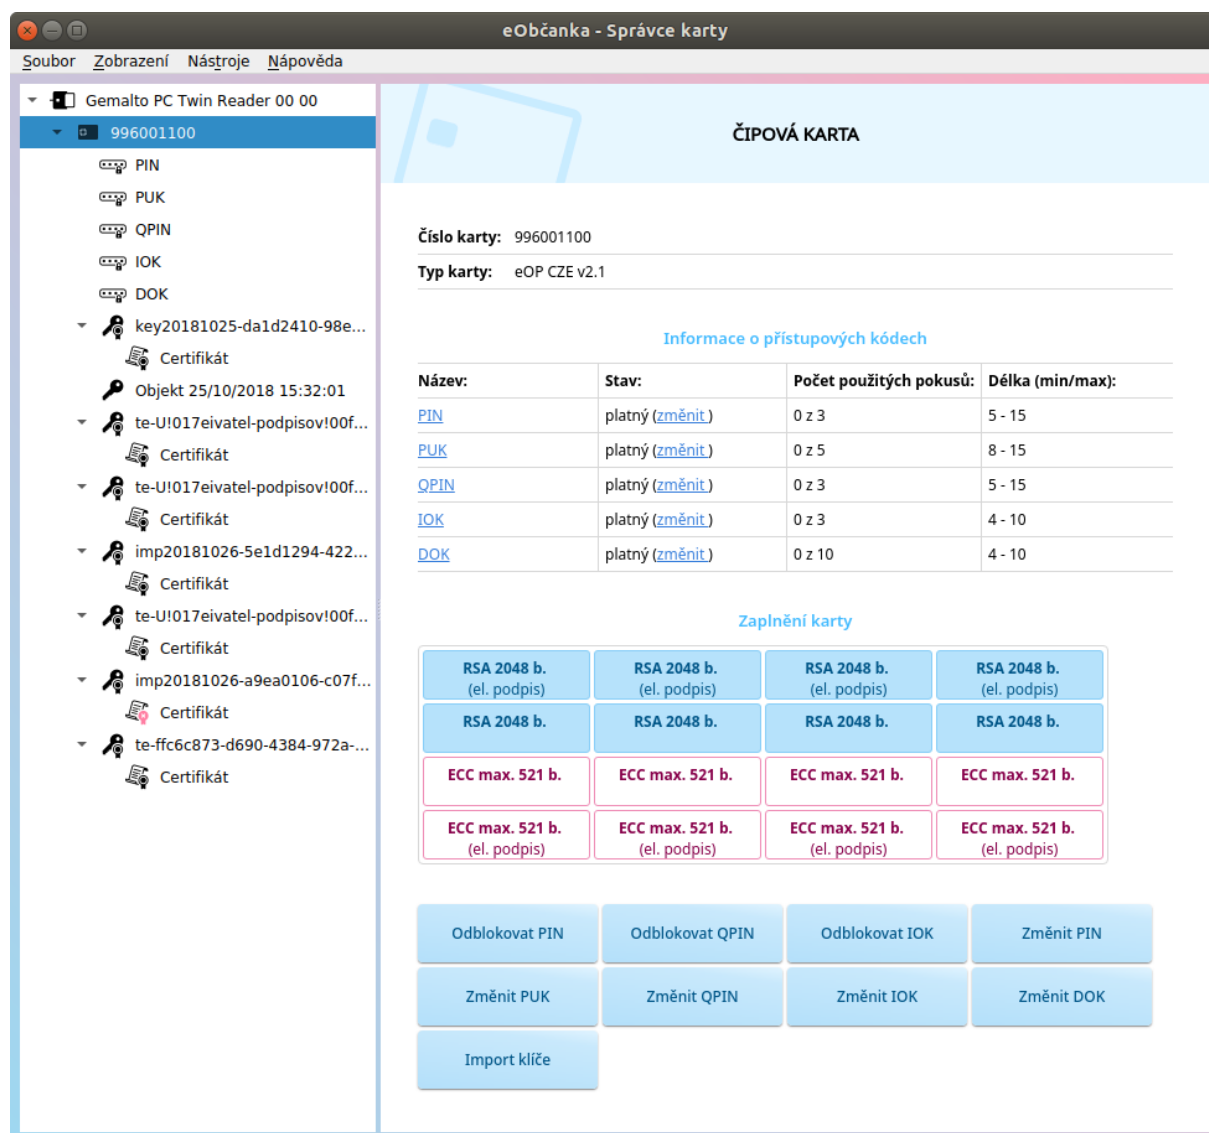 eObčanka - Správce karty
Soubor Zobrazení Nástroje Nápověda
Gemalto PC Twin Reader 00 00
996001100
PIN
PUK
QPIN
IOK
DOK
key20181025-da1d2410-98e...
Certifikát
Objekt 25/10/2018 15:32:01
te-U!017eivatel-podpisov!00f...
Certifikát
te-U!017eivatel-podpisov!00f...
Certifikát
imp20181026-5e1d1294-422...
Certifikát
te-U!017eivatel-podpisov!00f...
Certifikát
imp20181026-a9ea0106-c07f...
Certifikát
te-ffc6c873-d690-4384-972a-...
Certifikát
ČIPOVÁ KARTA
Číslo karty: 996001100
Typ karty: eOP CZE v2.1
Informace o přístupových kódech
Název: Stav: Počet použitých pokusů: Délka (min/max):
PIN platný (změnit ) 0 z 3 5 - 15
PUK platný (změnit ) 0 z 5 8 - 15
QPIN platný (změnit ) 0 z 3 5 - 15
IOK platný (změnit ) 0 z 3 4 - 10
DOK platný (změnit ) 0 z 10 4 - 10
Zaplnění karty
RSA 2048 b. RSA 2048 b. RSA 2048 b. RSA 2048 b.
(el. podpis) (el. podpis) (el. podpis) (el. podpis)
RSA 2048 b. RSA 2048 b. RSA 2048 b. RSA 2048 b.
ECC max. 521 b. ECC max. 521 b. ECC max. 521 b. ECC max. 521 b.
ECC max. 521 b. ECC max. 521 b. ECC max. 521 b. ECC max. 521 b.
(el. podpis) (el. podpis) (el. podpis) (el. podpis)
Odblokovat PIN Odblokovat QPIN Odblokovat IOK Změnit PIN
Změnit PUK Změnit QPIN Změnit IOK Změnit DOK
Import klíče